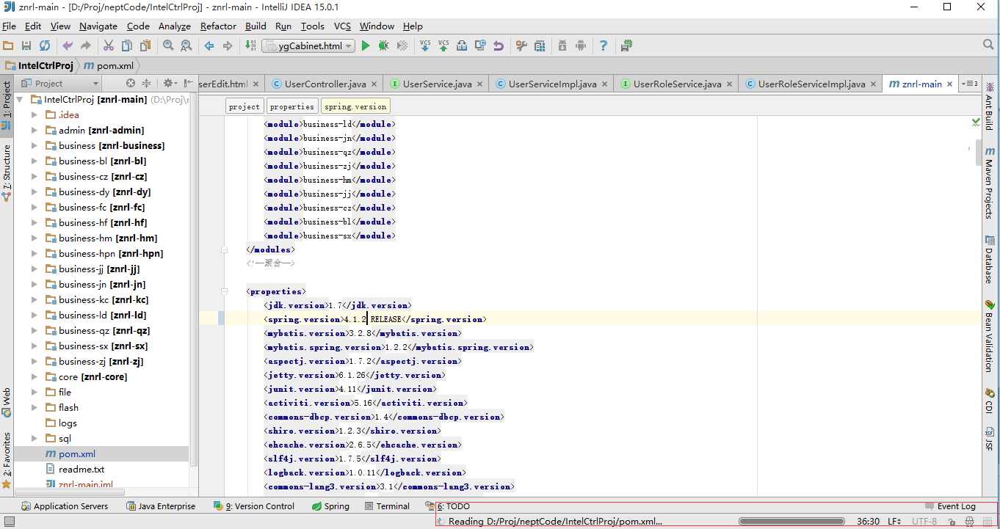 znrl-main - [D:/Proj/neptCode/IntelCtrlProj] - znrl-main - IntelliJ IDEA 15.0.1
File Edit View Navigate Code Analyze Refactor Build Run Tools VCS Window Help
ygCabinet.html
VCS VCS
IntelCtrlProj pom.xml
Project
serEdit.html UserController.java UserService.java UserServiceImpl.java UserRoleService.java UserRoleServiceImpl.java znrl-main 3
project properties spring.version
1: Project
7: Structure
Web
2: Favorites
IntelCtrlProj [znrl-main] (D:\Proj\r
.idea
admin [znrl-admin]
business [znrl-business]
business-bl [znrl-bl]
business-cz [znrl-cz]
business-dy [znrl-dy]
business-fc [znrl-fc]
business-hf [znrl-hf]
business-hm [znrl-hm]
business-hpn [znrl-hpn]
business-jj [znrl-jj]
business-jn [znrl-jn]
business-kc [znrl-kc]
business-ld [znrl-ld]
business-qz [znrl-qz]
business-sx [znrl-sx]
business-zj [znrl-zj]
core [znrl-core]
file
flash
logs
sql
pom.xml
readme.txt
znrl-main.iml
<module>business-ld</module>
<module>business-jn</module>
<module>business-qz</module>
<module>business-zj</module>
<module>business-hm</module>
<module>business-jj</module>
<module>business-cz</module>
<module>business-bl</module>
<module>business-sx</module>
</modules>
<!--聚合-->
<properties>
<jdk.version>1.7</jdk.version>
<spring.version>4.1.2.RELEASE</spring.version>
<mybatis.version>3.2.8</mybatis.version>
<mybatis.spring.version>1.2.2</mybatis.spring.version>
<aspectj.version>1.7.2</aspectj.version>
<jetty.version>6.1.26</jetty.version>
<junit.version>4.11</junit.version>
<activiti.version>5.16</activiti.version>
<commons-dbcp.version>1.4</commons-dbcp.version>
<shiro.version>1.2.3</shiro.version>
<ehcache.version>2.6.5</ehcache.version>
<slf4j.version>1.7.5</slf4j.version>
<logback.version>1.0.11</logback.version>
<commons-lang3.version>3.1</commons-lang3.version>
Ant Build
Maven Projects
Database
Bean Validation
CDI
JSF
Application Servers Java Enterprise 9: Version Control Spring Terminal 6: TODO Event Log
Reading D:/Proj/neptCode/IntelCtrlProj/pom.xml... 36:30 LF UTF-8